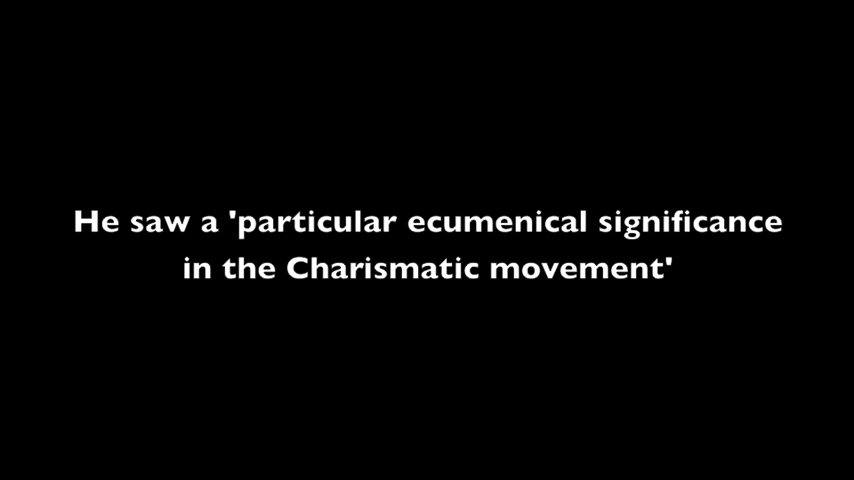 He saw a 'particular ecumenical significance
in the Charismatic movement'